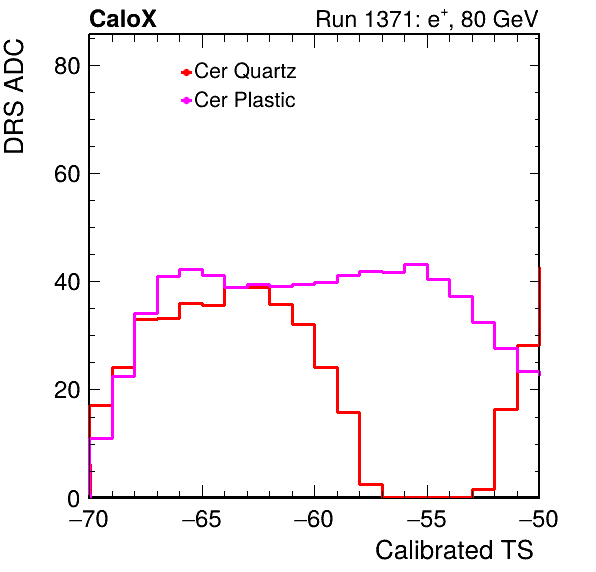 CaloX Run 1371: e⁺, 80 GeV
DRS ADC
80
Cer Quartz
Cer Plastic
60
40
20
0
−70 −65 −60 −55 −50
Calibrated TS